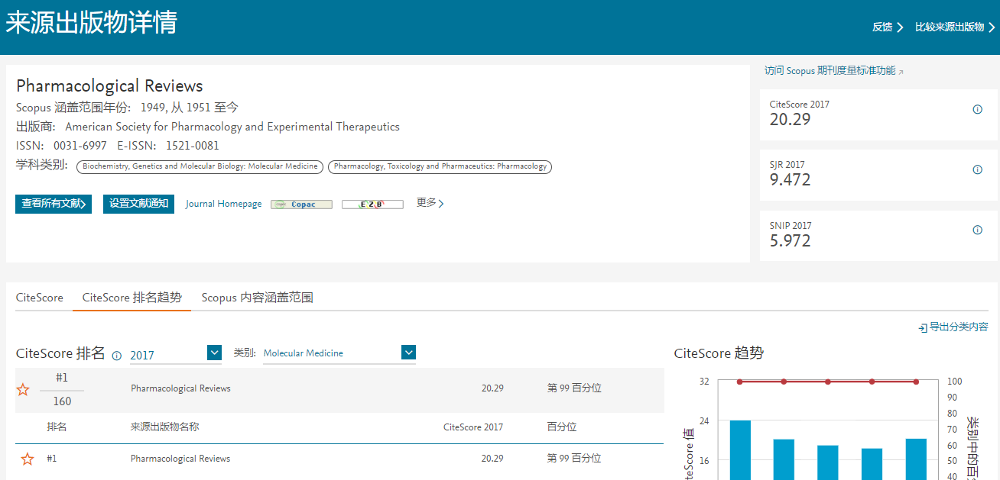 来源出版物详情
反馈 比较来源出版物
Pharmacological Reviews
Scopus 涵盖范围年份: 1949, 从 1951 至今
出版商: American Society for Pharmacology and Experimental Therapeutics
ISSN: 0031-6997 E-ISSN: 1521-0081
学科类别: Biochemistry, Genetics and Molecular Biology: Molecular Medicine Pharmacology, Toxicology and Pharmaceutics: Pharmacology
查看所有文献 设置文献通知 Journal Homepage Copac EZB 更多
访问 Scopus 期刊度量标准功能
CiteScore 2017
20.29
SJR 2017
9.472
SNIP 2017
5.972
CiteScore CiteScore 排名趋势 Scopus 内容涵盖范围
导出分类内容
CiteScore 排名 2017 类别: Molecular Medicine
#1
160
Pharmacological Reviews 20.29 第 99 百分位
排名 来源出版物名称 CiteScore 2017 百分位
#1 Pharmacological Reviews 20.29 第 99 百分位
CiteScore 趋势
32
24
16
100
90
80
70
60
50
40
teScore 值
类别中的百